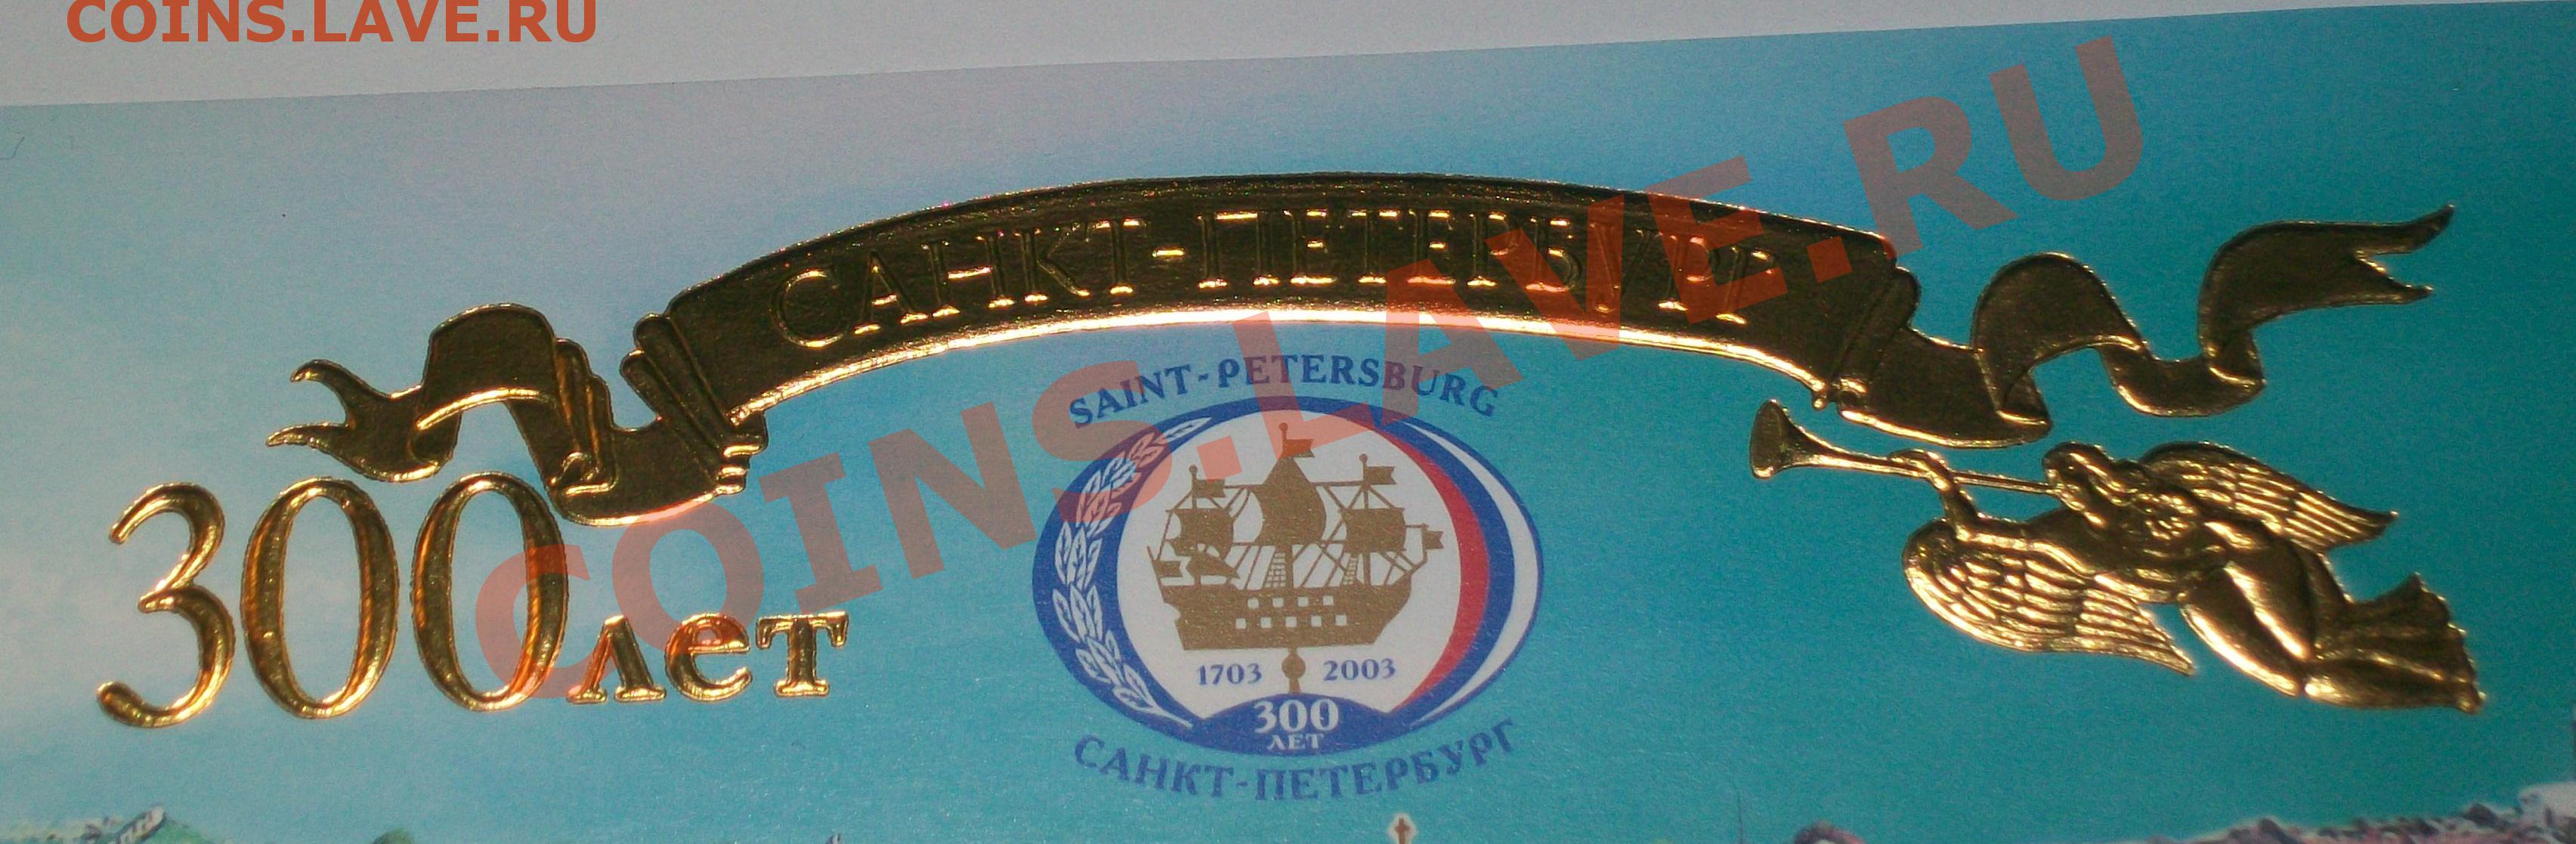 COINS.LAVE.RU
САНКТ-ПЕТЕРБУРГ
COINS.LAVE.RU
SAINT-PETERSBURG
300 лет
1703 2003
300
ЛЕТ
САНКТ-ПЕТЕРБУРГ